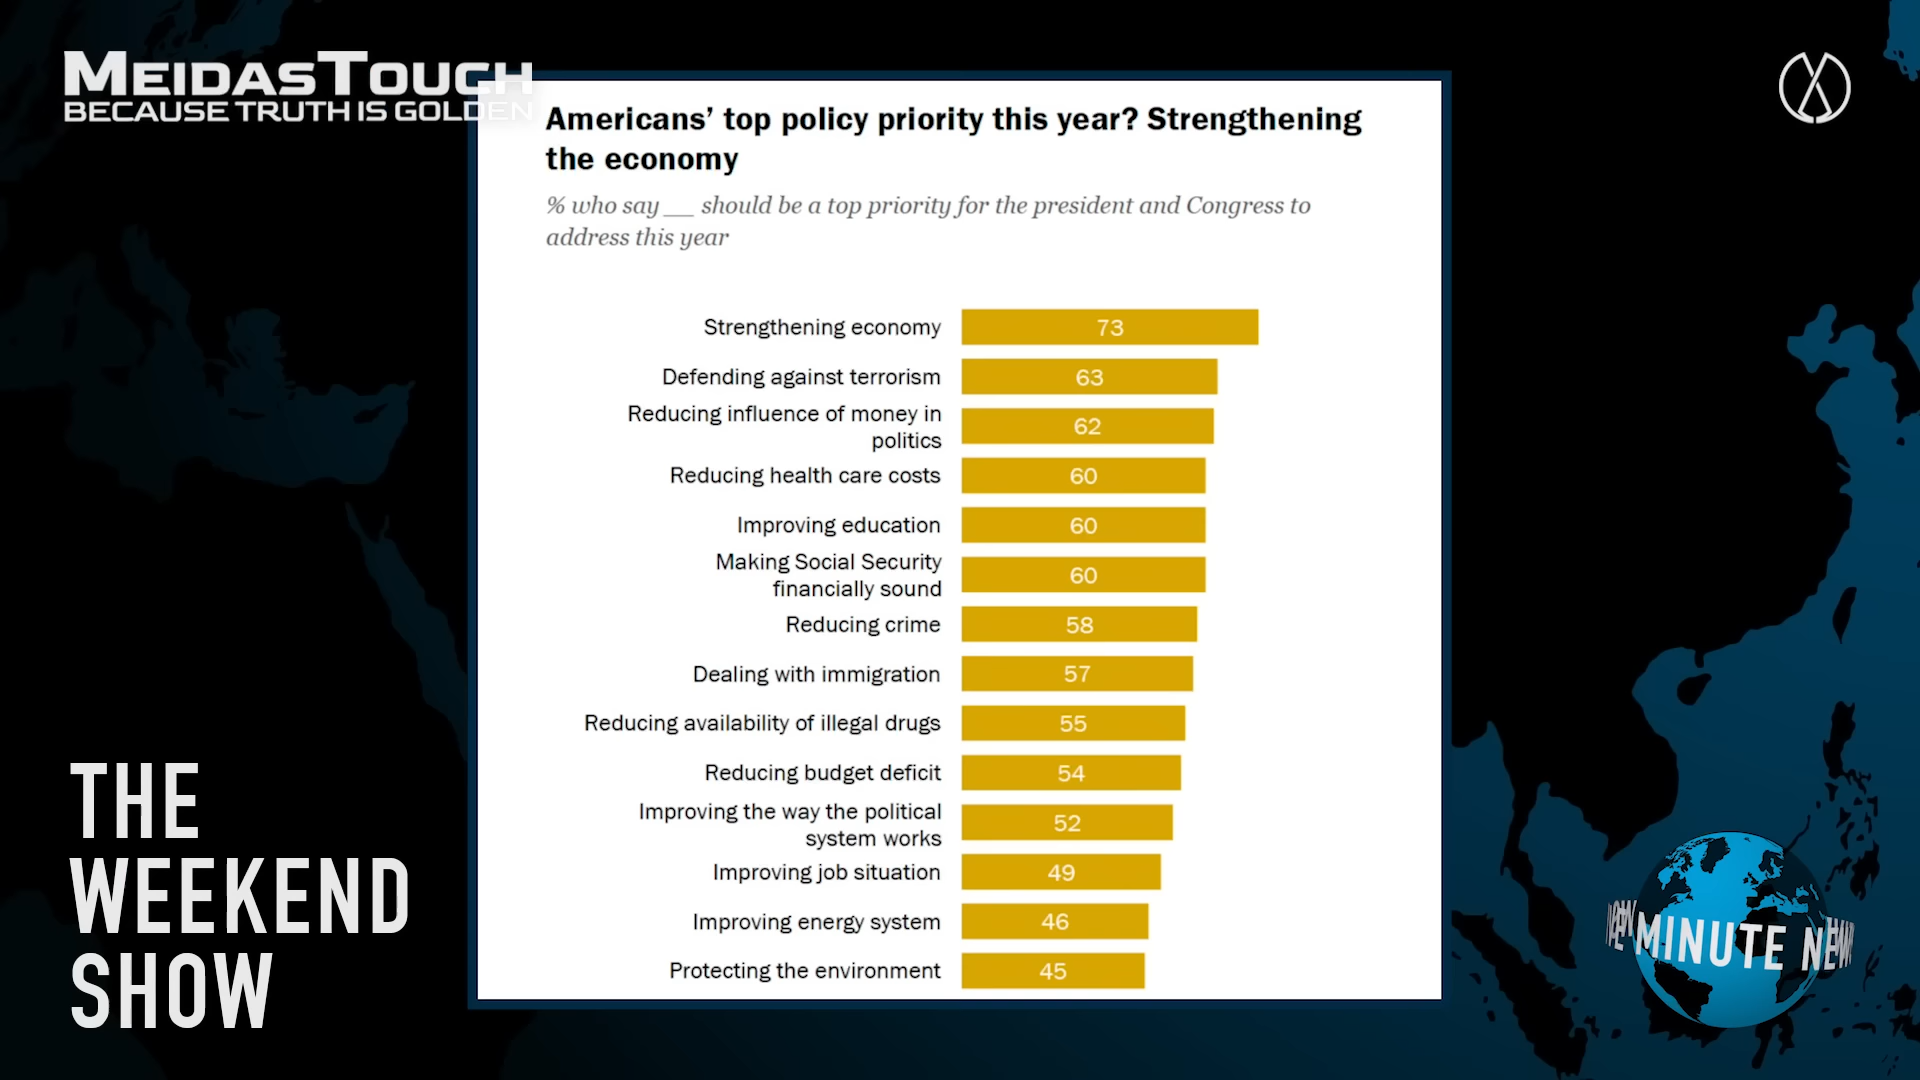 MEIDASTOUCH
BECAUSE TRUTH IS GOLDEN
Americans’ top policy priority this year? Strengthening
the economy
% who say __ should be a top priority for the president and Congress to
address this year
Strengthening economy 73
Defending against terrorism 63
Reducing influence of money in
politics 62
Reducing health care costs 60
Improving education 60
Making Social Security
financially sound 60
Reducing crime 58
Dealing with immigration 57
Reducing availability of illegal drugs 55
Reducing budget deficit 54
Improving the way the political
system works 52
Improving job situation 49
Improving energy system 46
Protecting the environment 45
THE
WEEKEND
SHOW
MINUTE NEWS